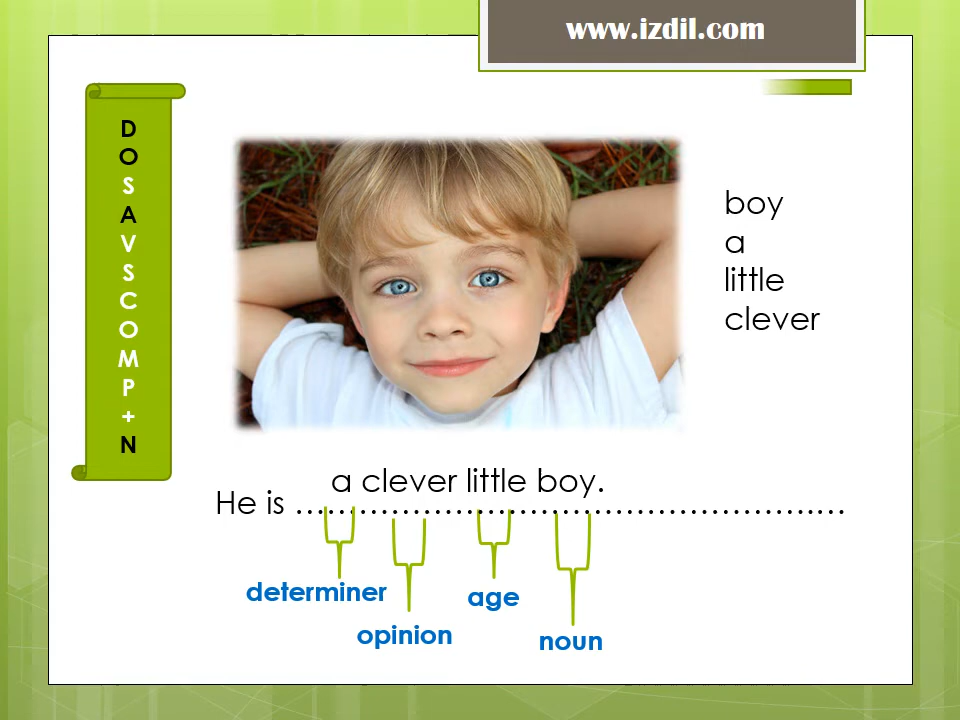 www.izdil.com
D
O
S
A
V
S
C
O
M
P
+
N
boy
a
little
clever
a clever little boy.
He is ……………………………………………….…
determiner
age
opinion
noun